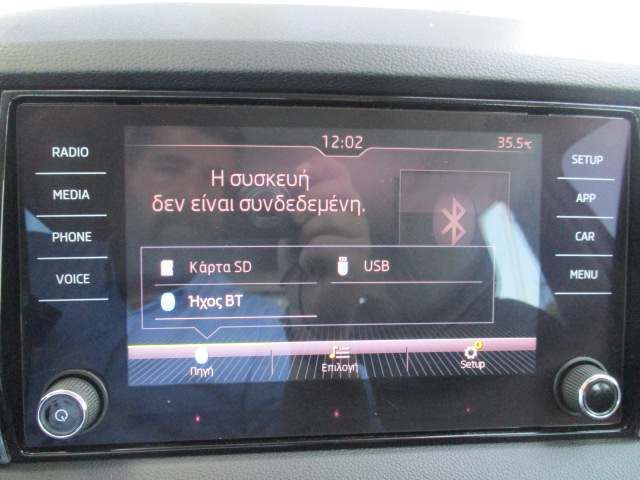 12:02
35.5°C
RADIO
MEDIA
PHONE
VOICE
Η συσκευή
δεν είναι συνδεδεμένη.
Κάρτα SD
USB
Ήχος BT
Πηγή
Επιλογή
Setup
SETUP
APP
CAR
MENU